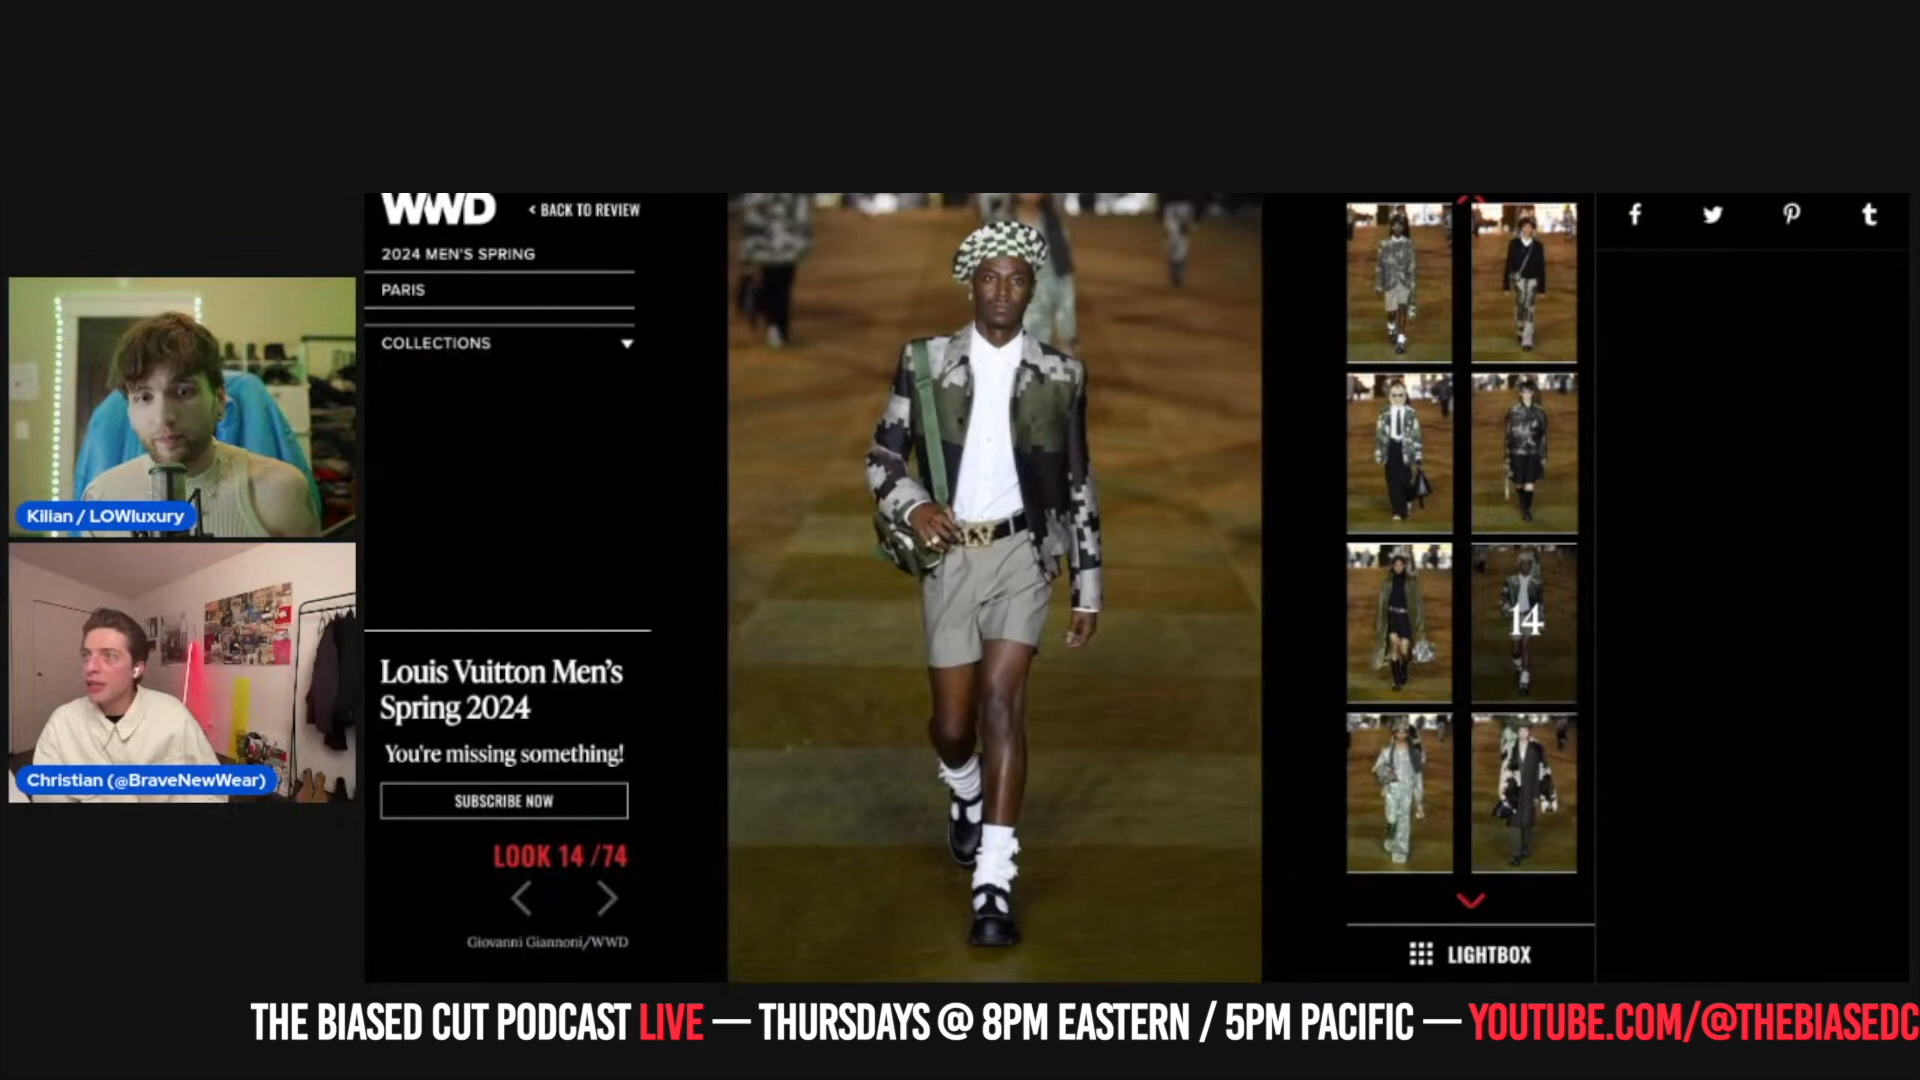 WWD
< BACK TO REVIEW
2024 MEN'S SPRING
PARIS
COLLECTIONS
Kilian / LOWluxury
Christian (@BraveNewWear)
Louis Vuitton Men's
Spring 2024
You're missing something!
SUBSCRIBE NOW
LOOK 14 /74
Giovanni Giannoni/WWD
14
LIGHTBOX
THE BIASED CUT PODCAST LIVE — THURSDAYS @ 8PM EASTERN / 5PM PACIFIC — YOUTUBE.COM/@THEBIASEDC